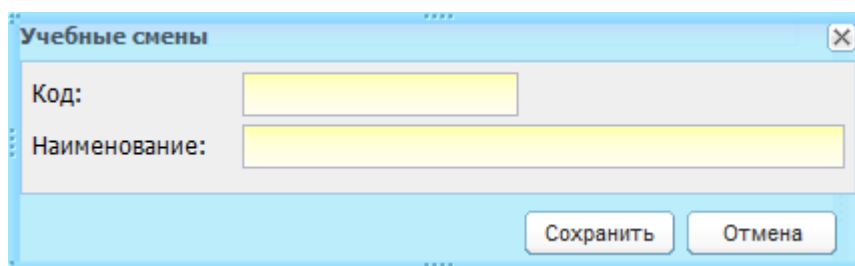 Учебные смены
Код:
Наименование:
Сохранить Отмена